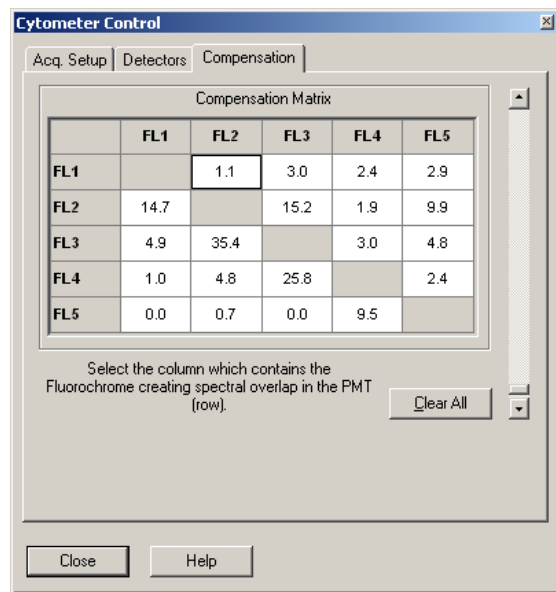 Cytometer Control
Acq. Setup Detectors Compensation
Compensation Matrix
FL1 FL2 FL3 FL4 FL5
FL1 1.1 3.0 2.4 2.9
FL2 14.7 15.2 1.9 9.9
FL3 4.9 35.4 3.0 4.8
FL4 1.0 4.8 25.8 2.4
FL5 0.0 0.7 0.0 9.5
Select the column which contains the
Fluorochrome creating spectral overlap in the PMT
(row).
Clear All
Close Help